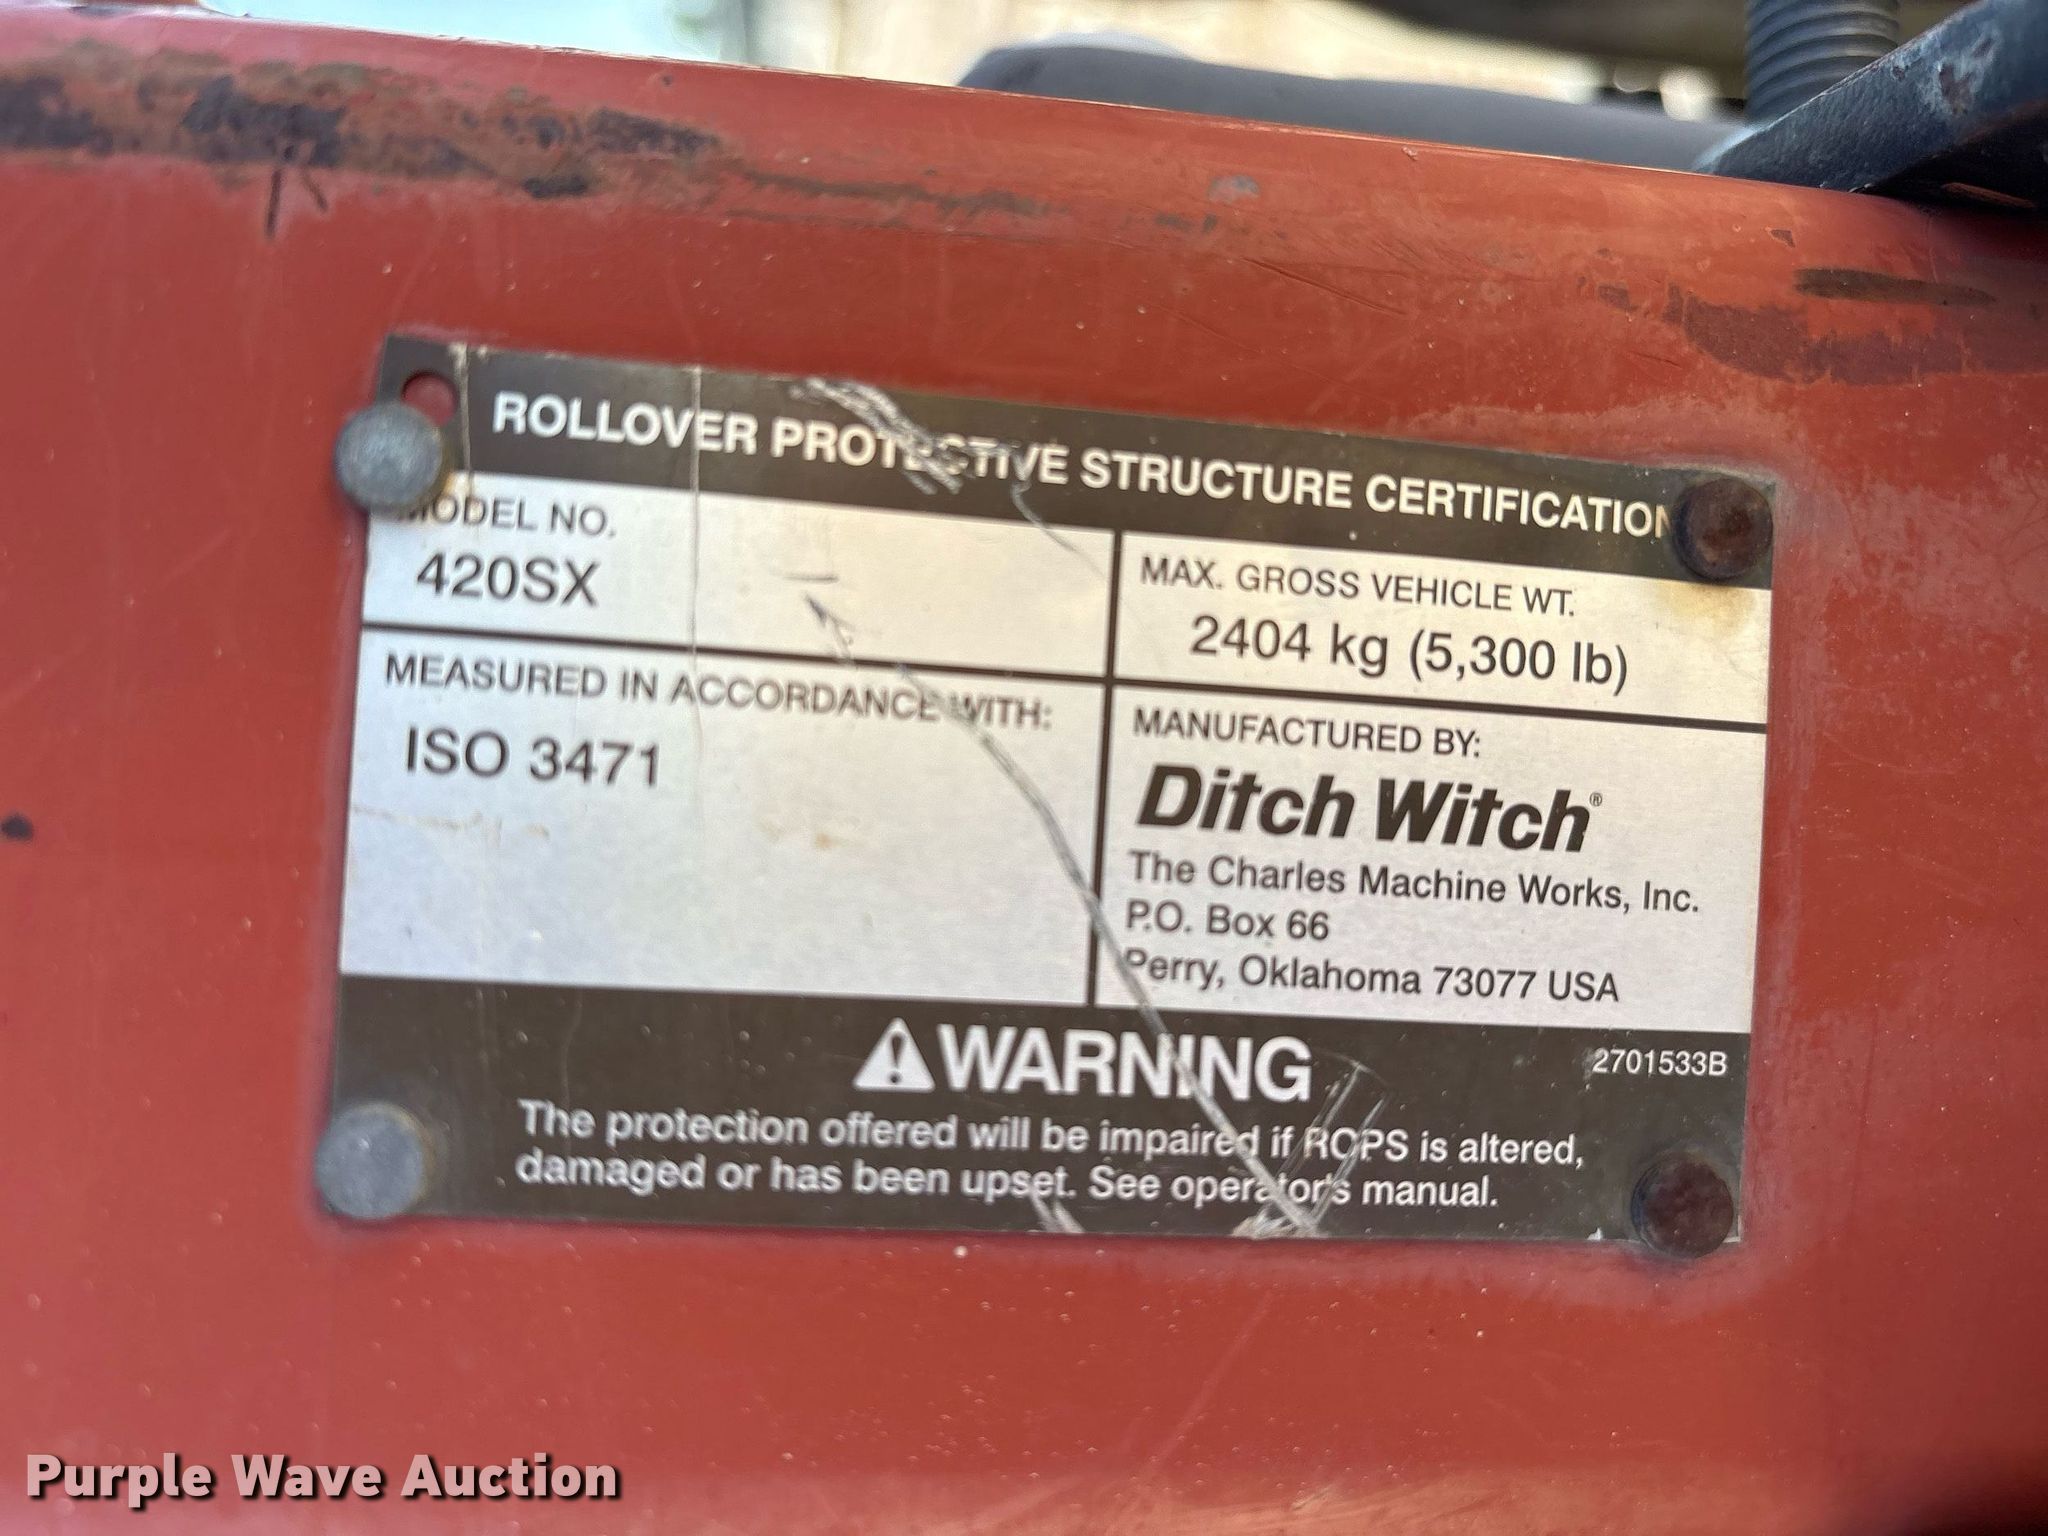 ROLLOVER PROTECTIVE STRUCTURE CERTIFICATION
MODEL NO.
420SX
MAX. GROSS VEHICLE WT.
2404 kg (5,300 lb)
MEASURED IN ACCORDANCE WITH:
ISO 3471
MANUFACTURED BY:
Ditch Witch®
The Charles Machine Works, Inc.
P.O. Box 66
Perry, Oklahoma 73077 USA
WARNING
2701533B
The protection offered will be impaired if ROPS is altered,
damaged or has been upset. See operator's manual.
Purple Wave Auction